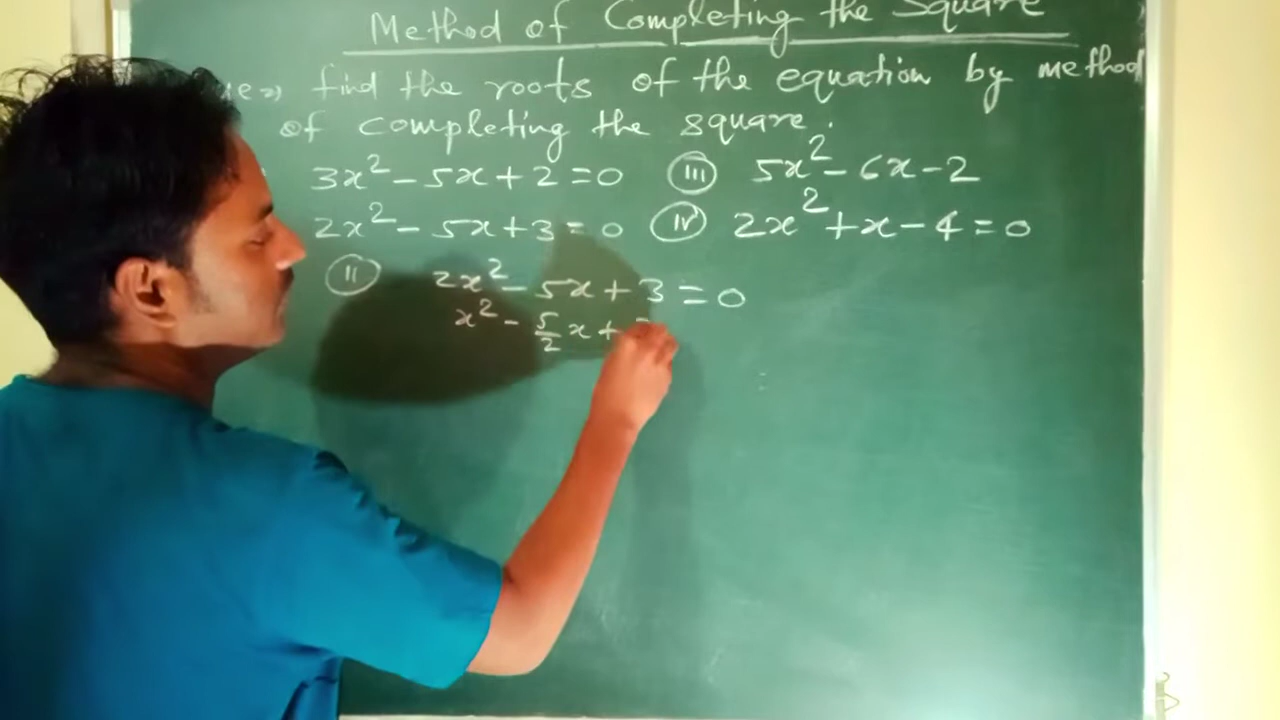 Method of Completing the Square
find the roots of the equation by method
of completing the square.
3x² - 5x + 2 = 0 (iii) 5x² - 6x - 2
2x² - 5x + 3 = 0 (iv) 2x² + x - 4 = 0
(ii) 2x² - 5x + 3 = 0
x² - 5/2 x +